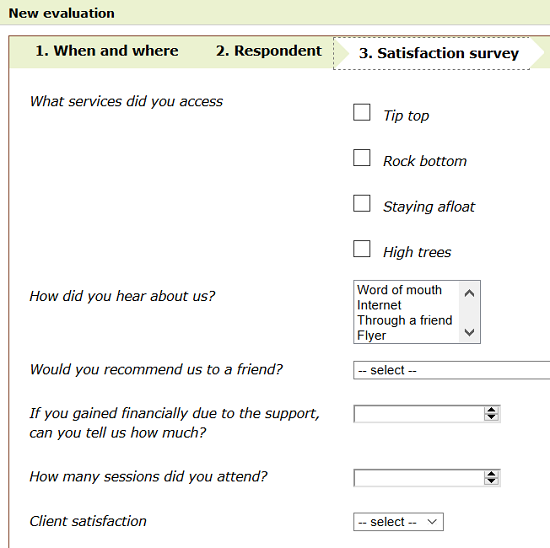 New evaluation
1. When and where 2. Respondent 3. Satisfaction survey
What services did you access
Tip top
Rock bottom
Staying afloat
High trees
How did you hear about us?
Word of mouth
Internet
Through a friend
Flyer
Would you recommend us to a friend?
-- select --
If you gained financially due to the support,
can you tell us how much?
How many sessions did you attend?
Client satisfaction
-- select --